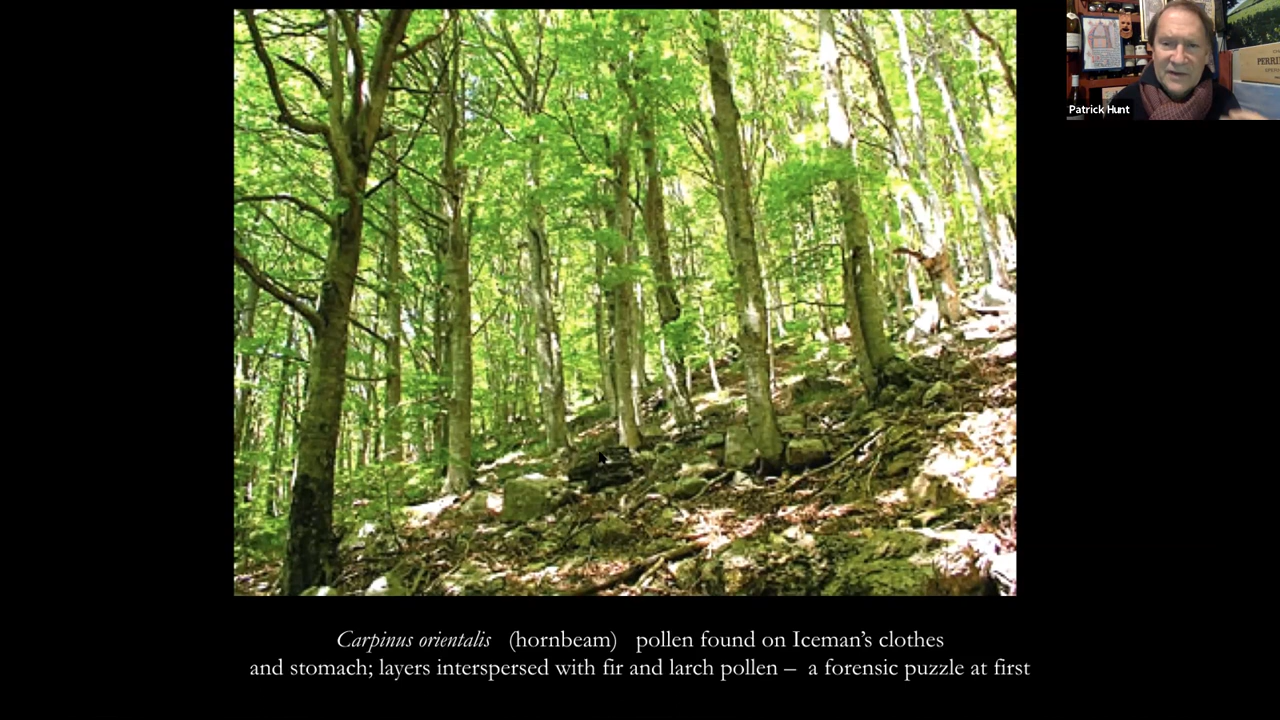 Patrick Hunt
Carpinus orientalis (hornbeam) pollen found on Iceman's clothes
and stomach; layers interspersed with fir and larch pollen – a forensic puzzle at first